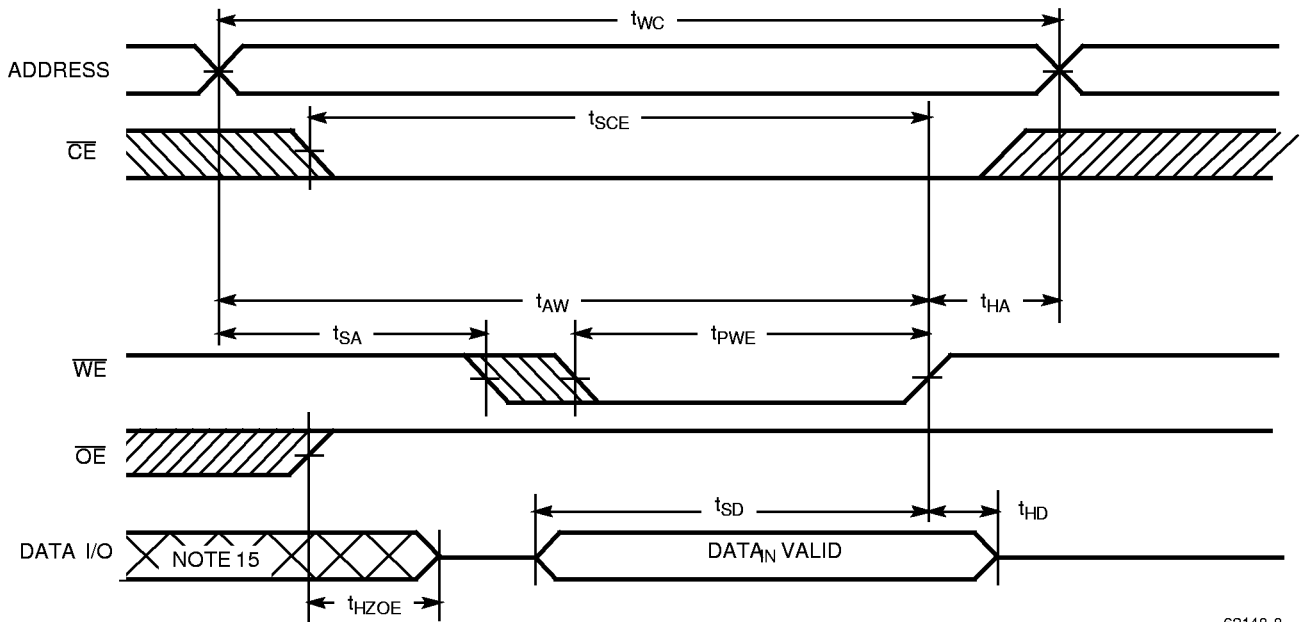 tWC
ADDRESS
tSCE
CE
tAW
tHA
tSA
tPWE
WE
OE
tSD
tHD
DATA I/O
NOTE 15
DATAIN VALID
tHZOE